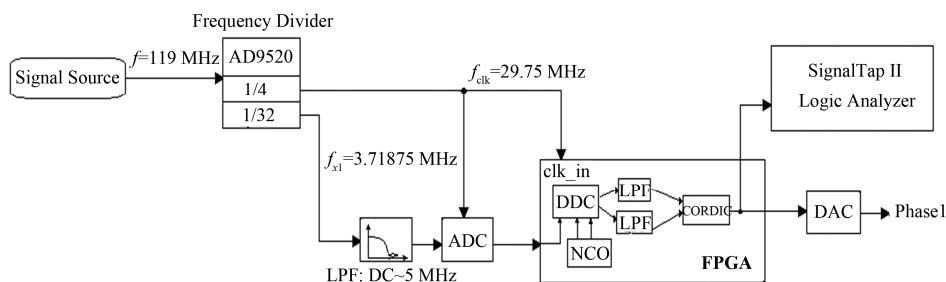 Frequency Divider
Signal Source
f=119 MHz
AD9520
1/4
1/32
fclk=29.75 MHz
fx1=3.71875 MHz
SignalTap II
Logic Analyzer
clk_in
DDC
LPF
LPF
CORDIC
NCO
FPGA
ADC
DAC
Phase1
LPF: DC~5 MHz